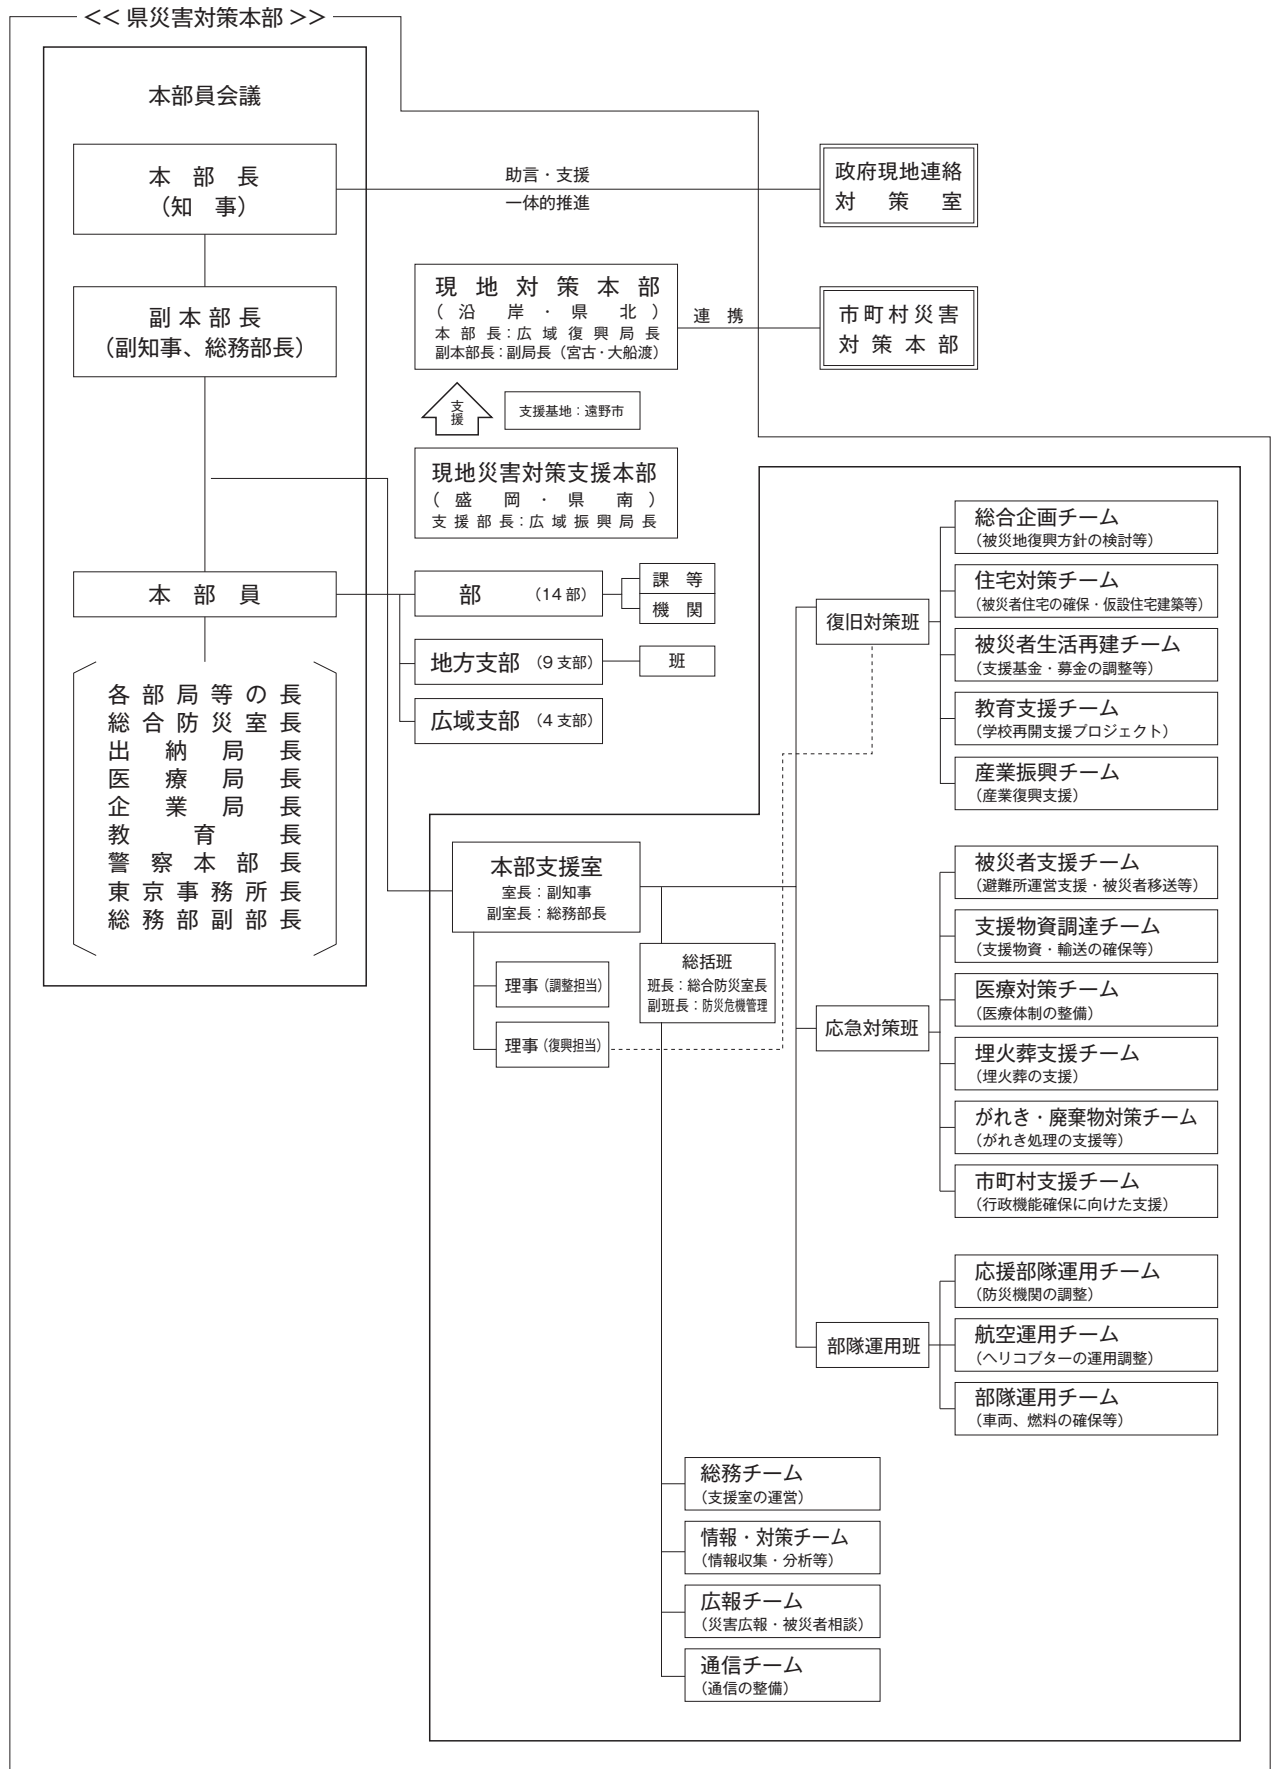 << 県災害対策本部 >>
本部員会議
本部長
（知事）
副本部長
（副知事、総務部長）
本部員
各部局等の長
総合防災室長
出納局長
医療局長
企業局長
教育長
警察本部長
東京事務所長
総務部副部長
助言・支援
一体的推進
政府現地連絡
対策室
現地対策本部
（沿岸・県北）
本部長：広域復興局長
副本部長：副局長（宮古・大船渡）
連携
市町村災害
対策本部
支援
支援基地：遠野市
現地災害対策支援本部
（盛岡・県南）
支援部長：広域振興局長
部（14部）
課等
機関
地方支部（9支部）
班
広域支部（4支部）
本部支援室
室長：副知事
副室長：総務部長
理事（調整担当）
理事（復興担当）
総括班
班長：総合防災室長
副班長：防災危機管理
復旧対策班
総合企画チーム
（被災地復興方針の検討等）
住宅対策チーム
（被災者住宅の確保・仮設住宅建築等）
被災者生活再建チーム
（支援基金・募金の調整等）
教育支援チーム
（学校再開支援プロジェクト）
産業振興チーム
（産業復興支援）
応急対策班
被災者支援チーム
（避難所運営支援・被災者移送等）
支援物資調達チーム
（支援物資・輸送の確保等）
医療対策チーム
（医療体制の整備）
埋火葬支援チーム
（埋火葬の支援）
がれき・廃棄物対策チーム
（がれき処理の支援等）
市町村支援チーム
（行政機能確保に向けた支援）
部隊運用班
応援部隊運用チーム
（防災機関の調整）
航空運用チーム
（ヘリコプターの運用調整）
部隊運用チーム
（車両、燃料の確保等）
総務チーム
（支援室の運営）
情報・対策チーム
（情報収集・分析等）
広報チーム
（災害広報・被災者相談）
通信チーム
（通信の整備）